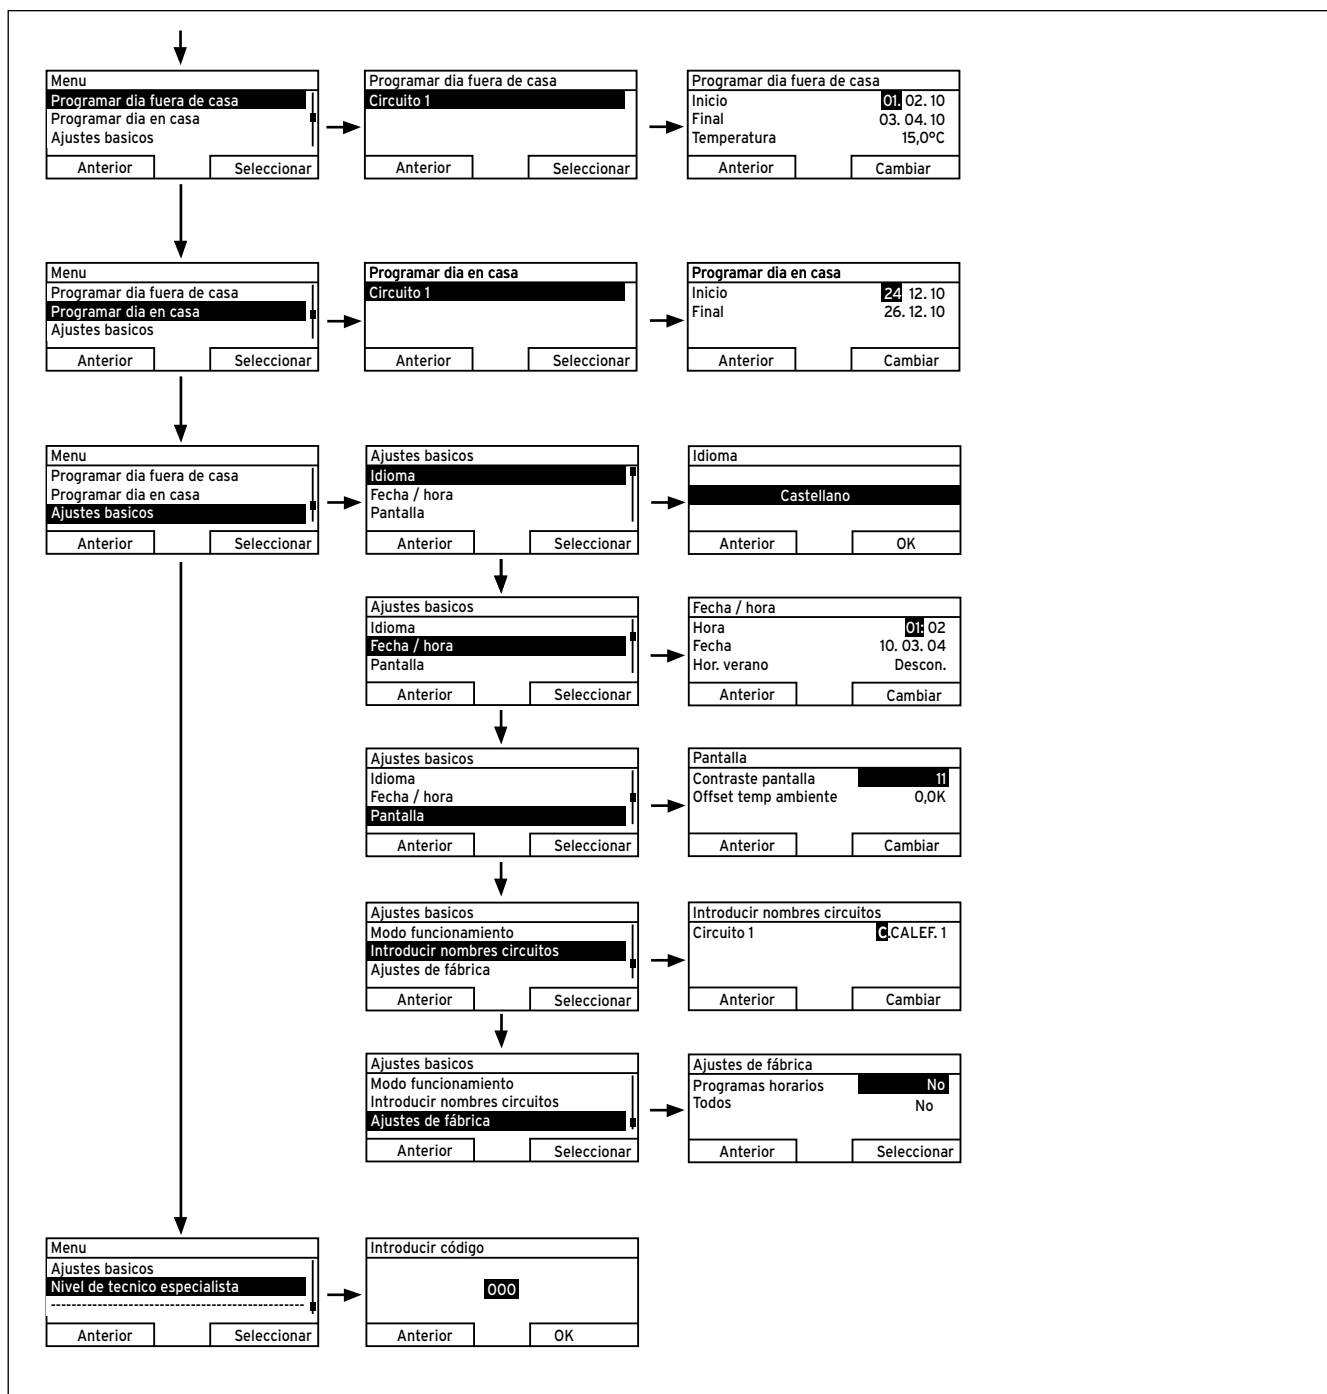 Menu
Programar dia fuera de casa
Programar dia en casa
Ajustes basicos
Anterior Seleccionar
Programar dia fuera de casa
Circuito 1
Anterior Seleccionar
Programar dia fuera de casa
Inicio 01. 02. 10
Final 03. 04. 10
Temperatura 15,0°C
Anterior Cambiar
Menu
Programar dia fuera de casa
Programar dia en casa
Ajustes basicos
Anterior Seleccionar
Programar dia en casa
Circuito 1
Anterior Seleccionar
Programar dia en casa
Inicio 24 12. 10
Final 26. 12. 10
Anterior Cambiar
Menu
Programar dia fuera de casa
Programar dia en casa
Ajustes basicos
Anterior Seleccionar
Ajustes basicos
Idioma
Fecha / hora
Pantalla
Anterior Seleccionar
Idioma
Castellano
Anterior OK
Ajustes basicos
Idioma
Fecha / hora
Pantalla
Anterior Seleccionar
Fecha / hora
Hora 01: 02
Fecha 10. 03. 04
Hor. verano Descon.
Anterior Cambiar
Ajustes basicos
Idioma
Fecha / hora
Pantalla
Anterior Seleccionar
Pantalla
Contraste pantalla 11
Offset temp ambiente 0,0K
Anterior Cambiar
Ajustes basicos
Modo funcionamiento
Introducir nombres circuitos
Ajustes de fábrica
Anterior Seleccionar
Introducir nombres circuitos
Circuito 1 C.CALEF. 1
Anterior Cambiar
Ajustes basicos
Modo funcionamiento
Introducir nombres circuitos
Ajustes de fábrica
Anterior Seleccionar
Ajustes de fábrica
Programas horarios No
Todos No
Anterior Seleccionar
Menu
Ajustes basicos
Nivel de tecnico especialista
------------------------------------------------
Anterior Seleccionar
Introducir código
000
Anterior OK